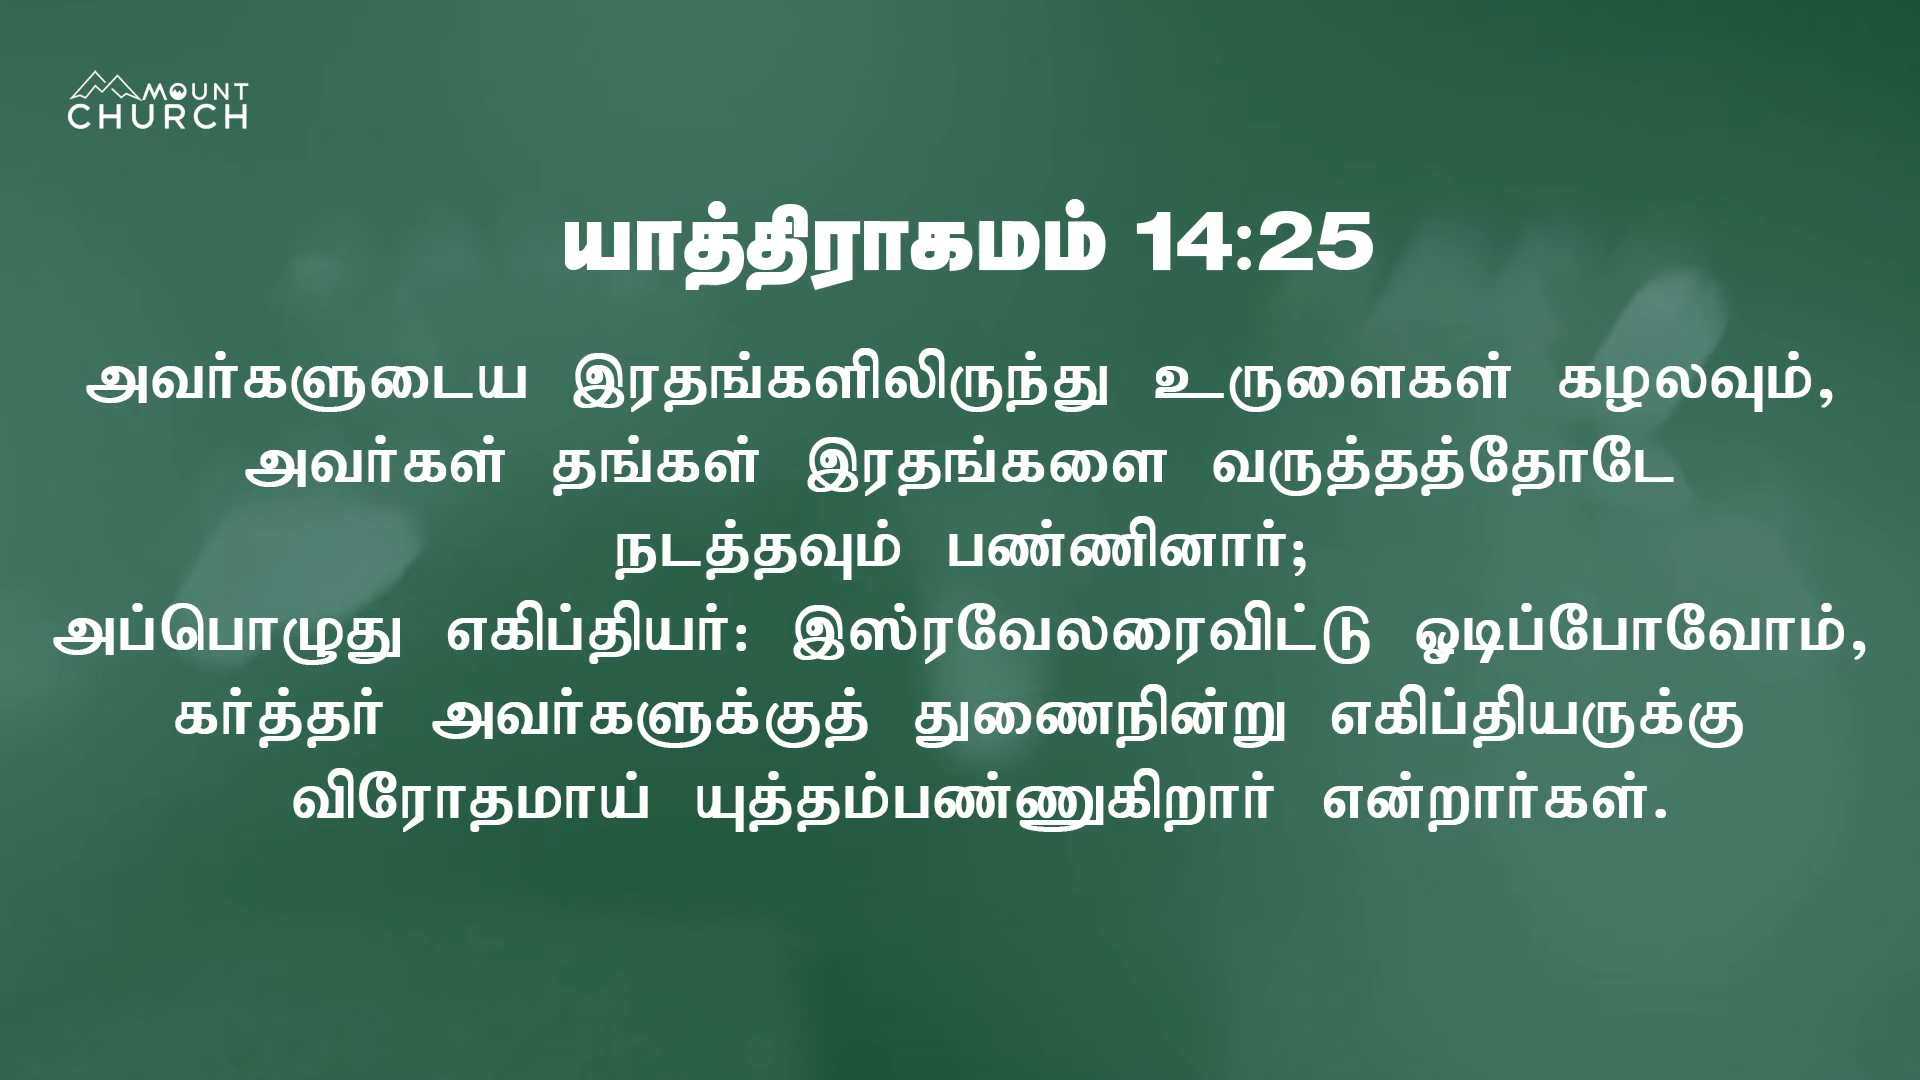 MOUNT
CHURCH
யாத்திராகமம் 14:25
அவர்களுடைய இரதங்களிலிருந்து உருளைகள் கழலவும்,
அவர்கள் தங்கள் இரதங்களை வருத்தத்தோடே
நடத்தவும் பண்ணினார்;
அப்பொழுது எகிப்தியர்: இஸ்ரவேலரைவிட்டு ஓடிப்போவோம்,
கர்த்தர் அவர்களுக்குத் துணைநின்று எகிப்தியருக்கு
விரோதமாய் யுத்தம்பண்ணுகிறார் என்றார்கள்.